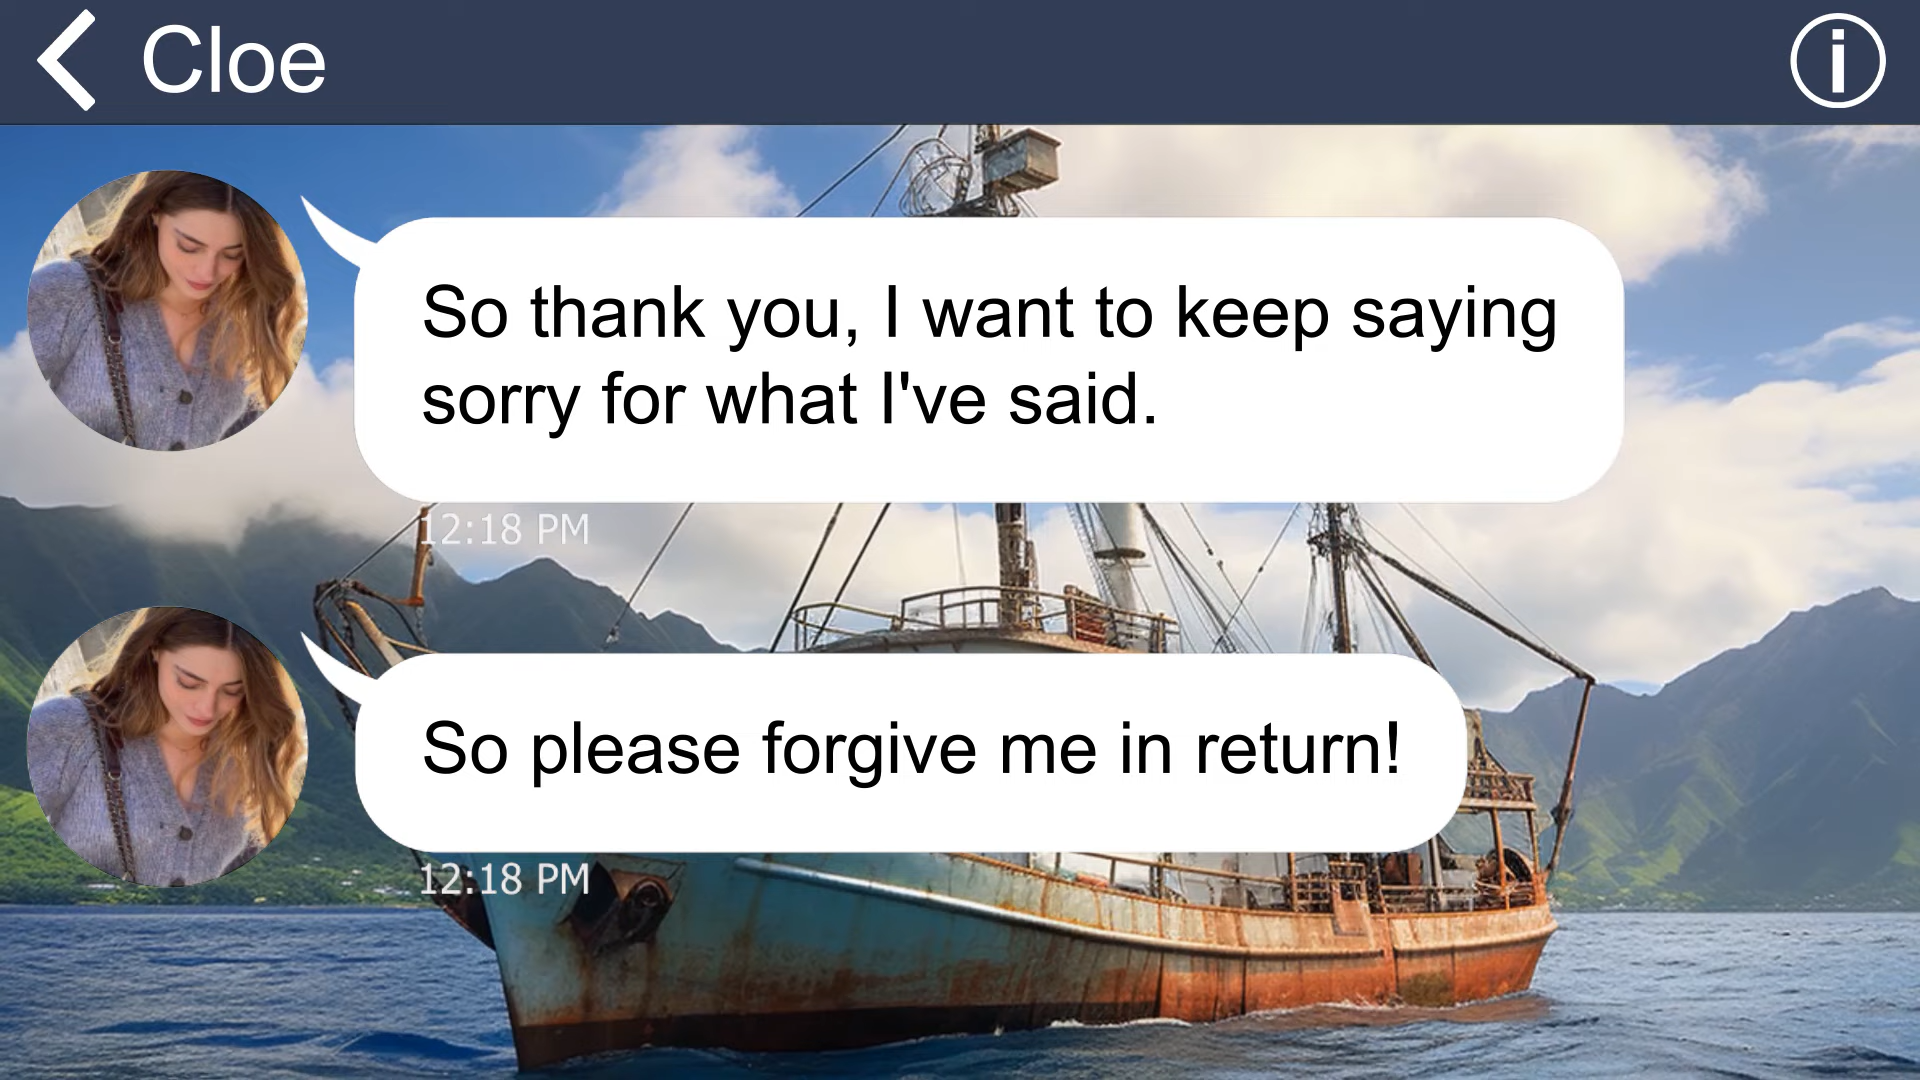 Cloe
So thank you, I want to keep saying
sorry for what I've said.
12:18 PM
So please forgive me in return!
12:18 PM